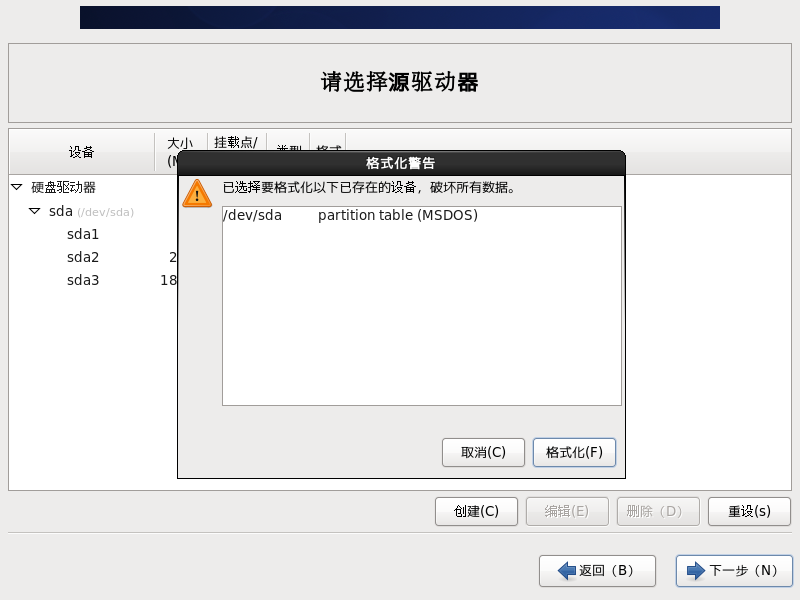 请选择源驱动器
设备
大小
挂载点/
格式化警告
硬盘驱动器
已选择要格式化以下已存在的设备，破坏所有数据。
sda (/dev/sda)
/dev/sda partition table (MSDOS)
sda1
sda2 2
sda3 18
取消(C) 格式化(F)
创建(C) 编辑(E) 删除（D） 重设(s)
返回（B） 下一步（N）